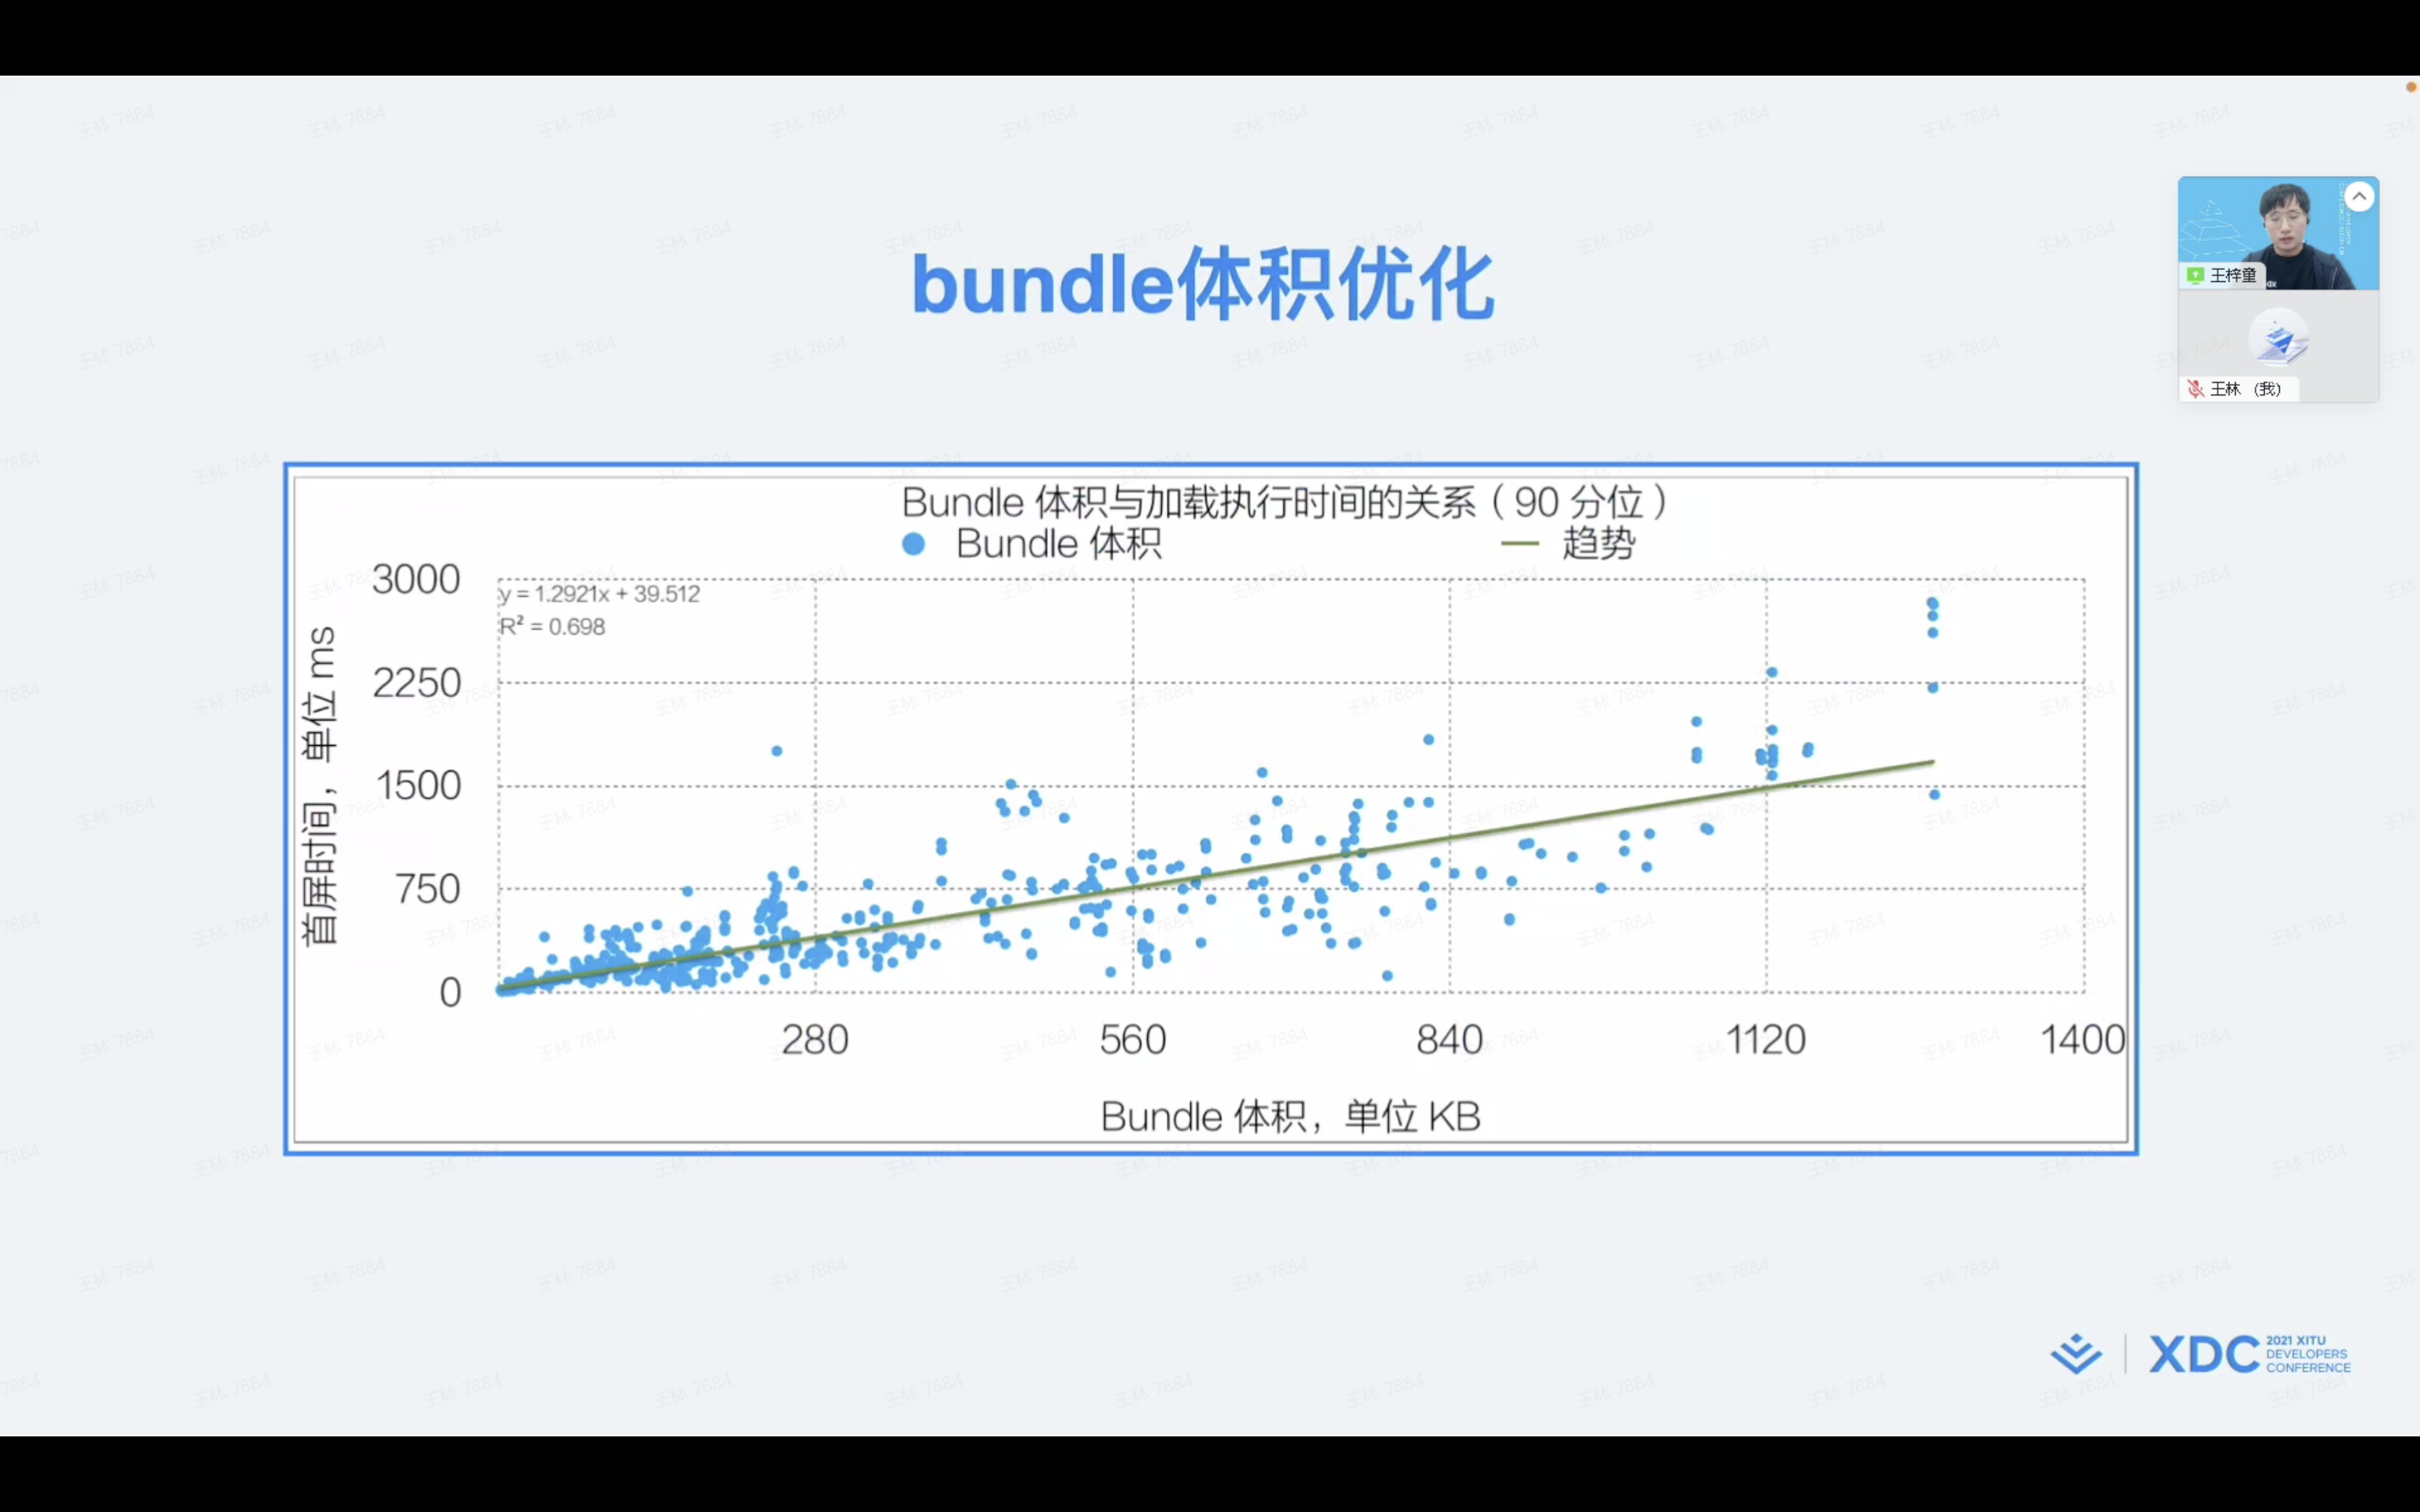 bundle体积优化
王梓童
王林 (我)
Bundle 体积与加载执行时间的关系(90 分位)
Bundle 体积
趋势
y = 1.2921x + 39.512
R² = 0.698
首屏时间，单位 ms
3000
2250
1500
750
0
280
560
840
1120
1400
Bundle 体积，单位 KB
XDC
2021 XITU
DEVELOPERS
CONFERENCE
王林 7884